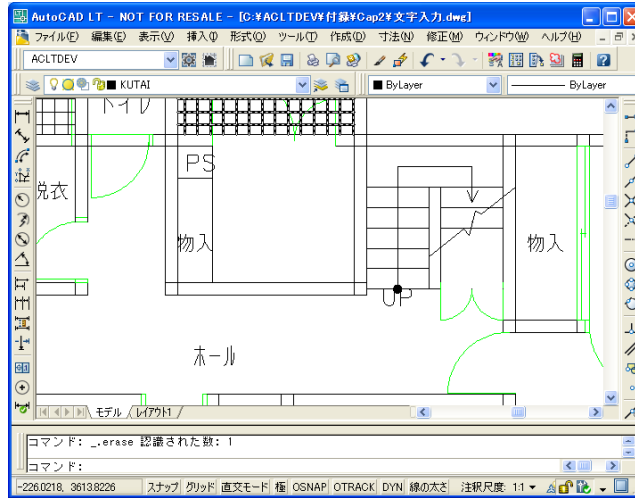 AutoCAD LT - NOT FOR RESALE - [C:¥ACLTDEV¥付録¥Cap2¥文字入力.dwg]
ファイル(F) 編集(E) 表示(V) 挿入(I) 形式(O) ツール(T) 作成(D) 寸法(N) 修正(M) ウィンドウ(W) ヘルプ(H)
ACLTDEV
KUTAI ByLayer ByLayer
トイレ
PS
脱衣
物入
物入
UP
ホール
モデル レイアウト1
コマンド: _.erase 認識された数: 1
コマンド:
-226.0218, 3613.8226 スナップ グリッド 直交モード 極 OSNAP OTRACK DYN 線の太さ 注釈尺度: 1:1